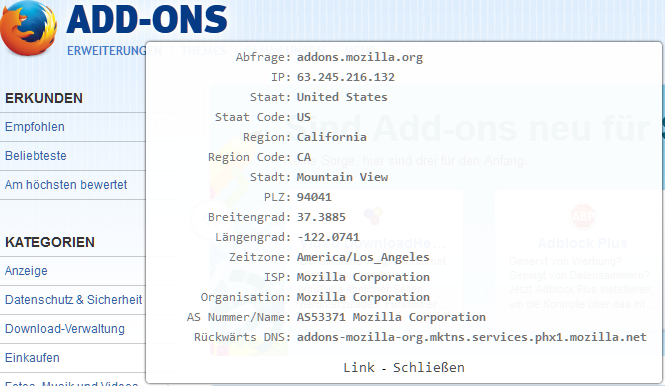 ADD-ONS
ERWEITERUNGEN THEMES
ERKUNDEN
Empfohlen
Beliebteste
Am höchsten bewertet
KATEGORIEN
Anzeige
Datenschutz & Sicherheit
Download-Verwaltung
Einkaufen
Fotos, Musik und Videos
Abfrage: addons.mozilla.org
IP: 63.245.216.132
Staat: United States
Staat Code: US
Region: California
Region Code: CA
Stadt: Mountain View
PLZ: 94041
Breitengrad: 37.3885
Längengrad: -122.0741
Zeitzone: America/Los_Angeles
ISP: Mozilla Corporation
Organisation: Mozilla Corporation
AS Nummer/Name: AS53371 Mozilla Corporation
Rückwärts DNS: addons-mozilla-org.mktns.services.phx1.mozilla.net
Link - Schließen
sind Add-ons neu für
Sorge, hier sind drei für den Anfang.
Adblock Plus